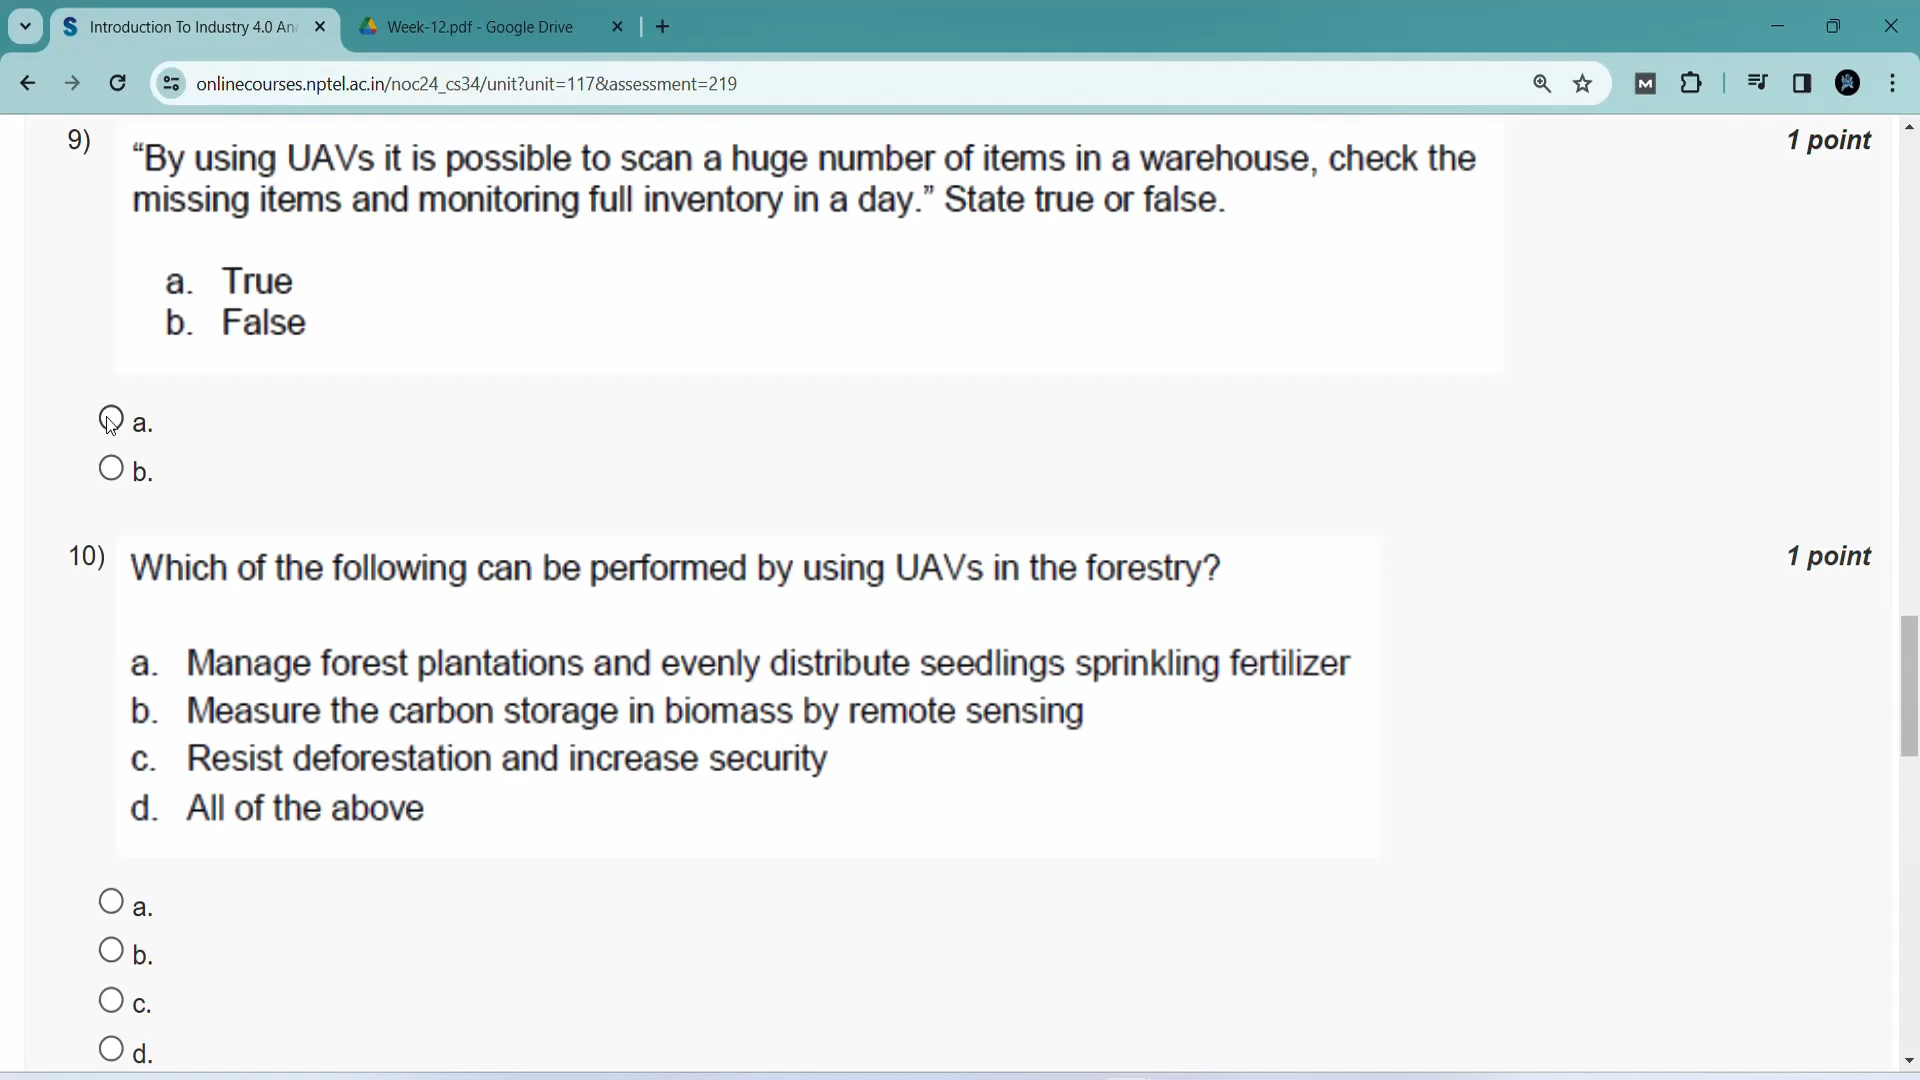 Introduction To Industry 4.0 An
Week-12.pdf - Google Drive
onlinecourses.nptel.ac.in/noc24_cs34/unit?unit=117&assessment=219
9)
1 point
“By using UAVs it is possible to scan a huge number of items in a warehouse, check the
missing items and monitoring full inventory in a day.” State true or false.
a. True
b. False
a.
b.
10)
1 point
Which of the following can be performed by using UAVs in the forestry?
a. Manage forest plantations and evenly distribute seedlings sprinkling fertilizer
b. Measure the carbon storage in biomass by remote sensing
c. Resist deforestation and increase security
d. All of the above
a.
b.
c.
d.